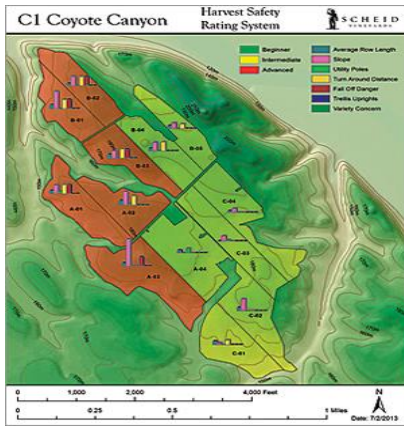 C1 Coyote Canyon
Harvest Safety
Rating System
SCHEID
VINEYARDS
Beginner
Intermediate
Advanced
Average Row Length
Slope
Utility Poles
Turn Around Distance
Fall Off Danger
Trellis Uprights
Variety Concern
B-02
B-01
B-04
B-05
B-03
A-01
A-02
C-04
C-03
A-03
A-04
C-02
C-01
0 1,000 2,000 4,000 Feet
0 0.25 0.5 1 Miles
N
Date: 7/2/2013